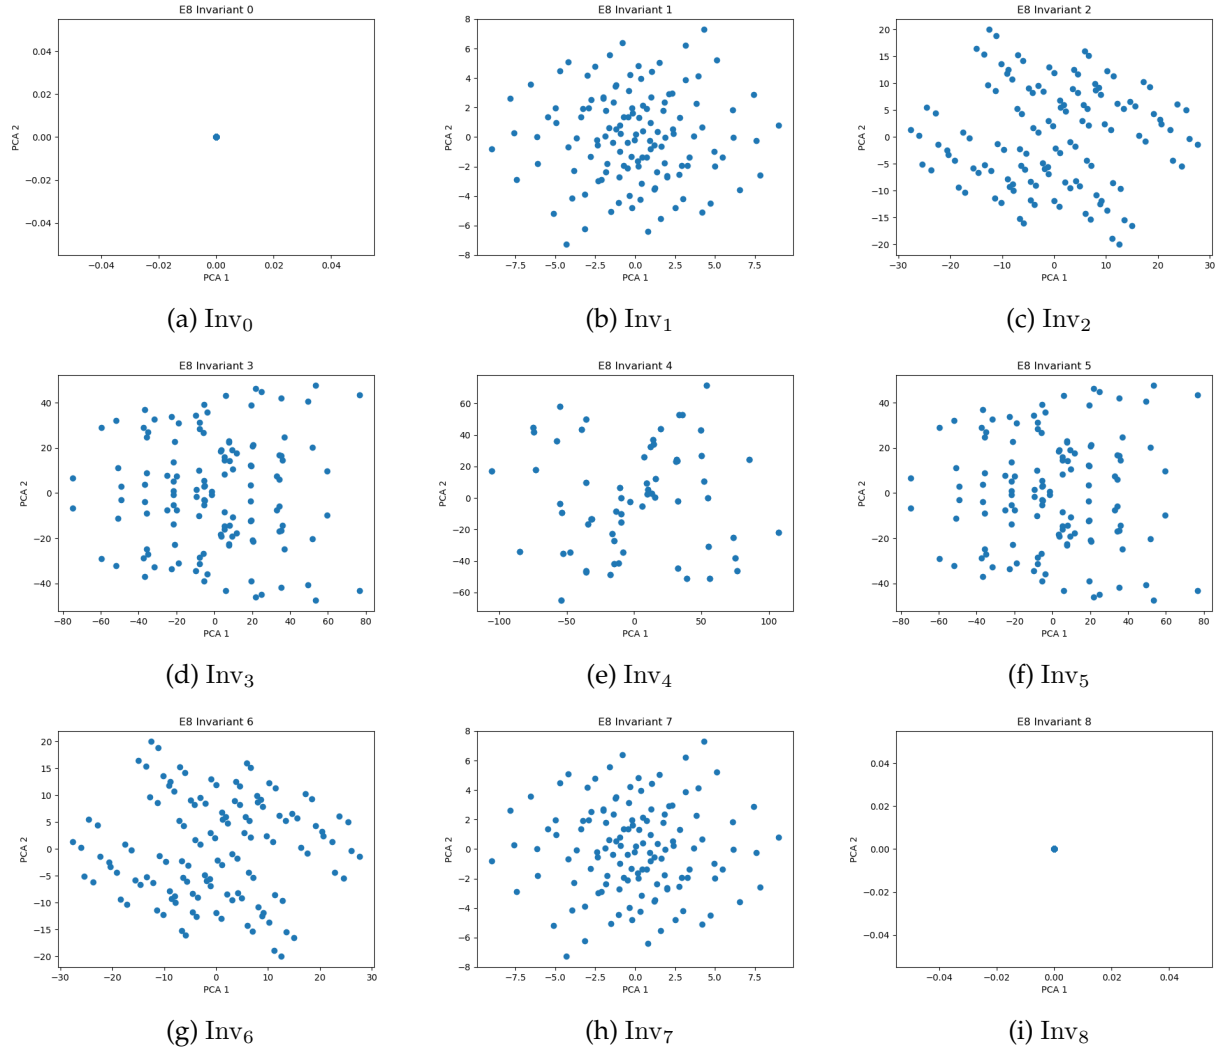 E8 Invariant 0
0.04
0.02
0.00
−0.02
−0.04
PCA 2
−0.04 −0.02 0.00 0.02 0.04
PCA 1
(a) Inv0
E8 Invariant 1
8
6
4
2
0
−2
−4
−6
−8
PCA 2
−7.5 −5.0 −2.5 0.0 2.5 5.0 7.5
PCA 1
(b) Inv1
E8 Invariant 2
20
15
10
5
0
−5
−10
−15
−20
PCA 2
−30 −20 −10 0 10 20 30
PCA 1
(c) Inv2
E8 Invariant 3
40
20
0
−20
−40
PCA 2
−80 −60 −40 −20 0 20 40 60 80
PCA 1
(d) Inv3
E8 Invariant 4
60
40
20
0
−20
−40
−60
PCA 2
−100 −50 0 50 100
PCA 1
(e) Inv4
E8 Invariant 5
40
20
0
−20
−40
PCA 2
−80 −60 −40 −20 0 20 40 60 80
PCA 1
(f) Inv5
E8 Invariant 6
20
15
10
5
0
−5
−10
−15
−20
PCA 2
−30 −20 −10 0 10 20 30
PCA 1
(g) Inv6
E8 Invariant 7
8
6
4
2
0
−2
−4
−6
−8
PCA 2
−7.5 −5.0 −2.5 0.0 2.5 5.0 7.5
PCA 1
(h) Inv7
E8 Invariant 8
0.04
0.02
0.00
−0.02
−0.04
PCA 2
−0.04 −0.02 0.00 0.02 0.04
PCA 1
(i) Inv8